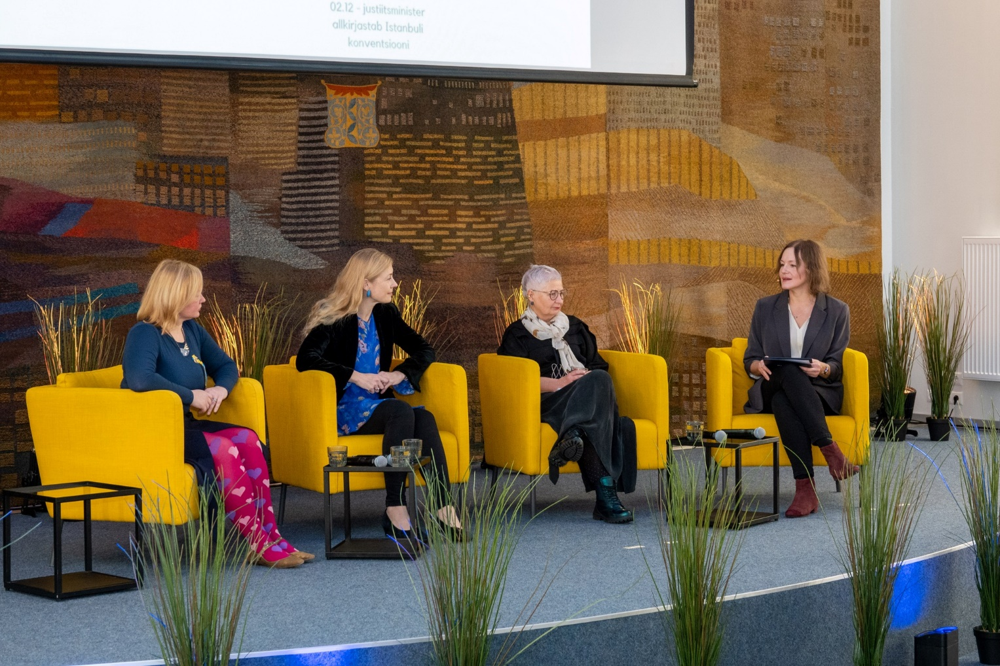 02.12 - justiitsminister
allkirjastab Istanbuli
konventsiooni